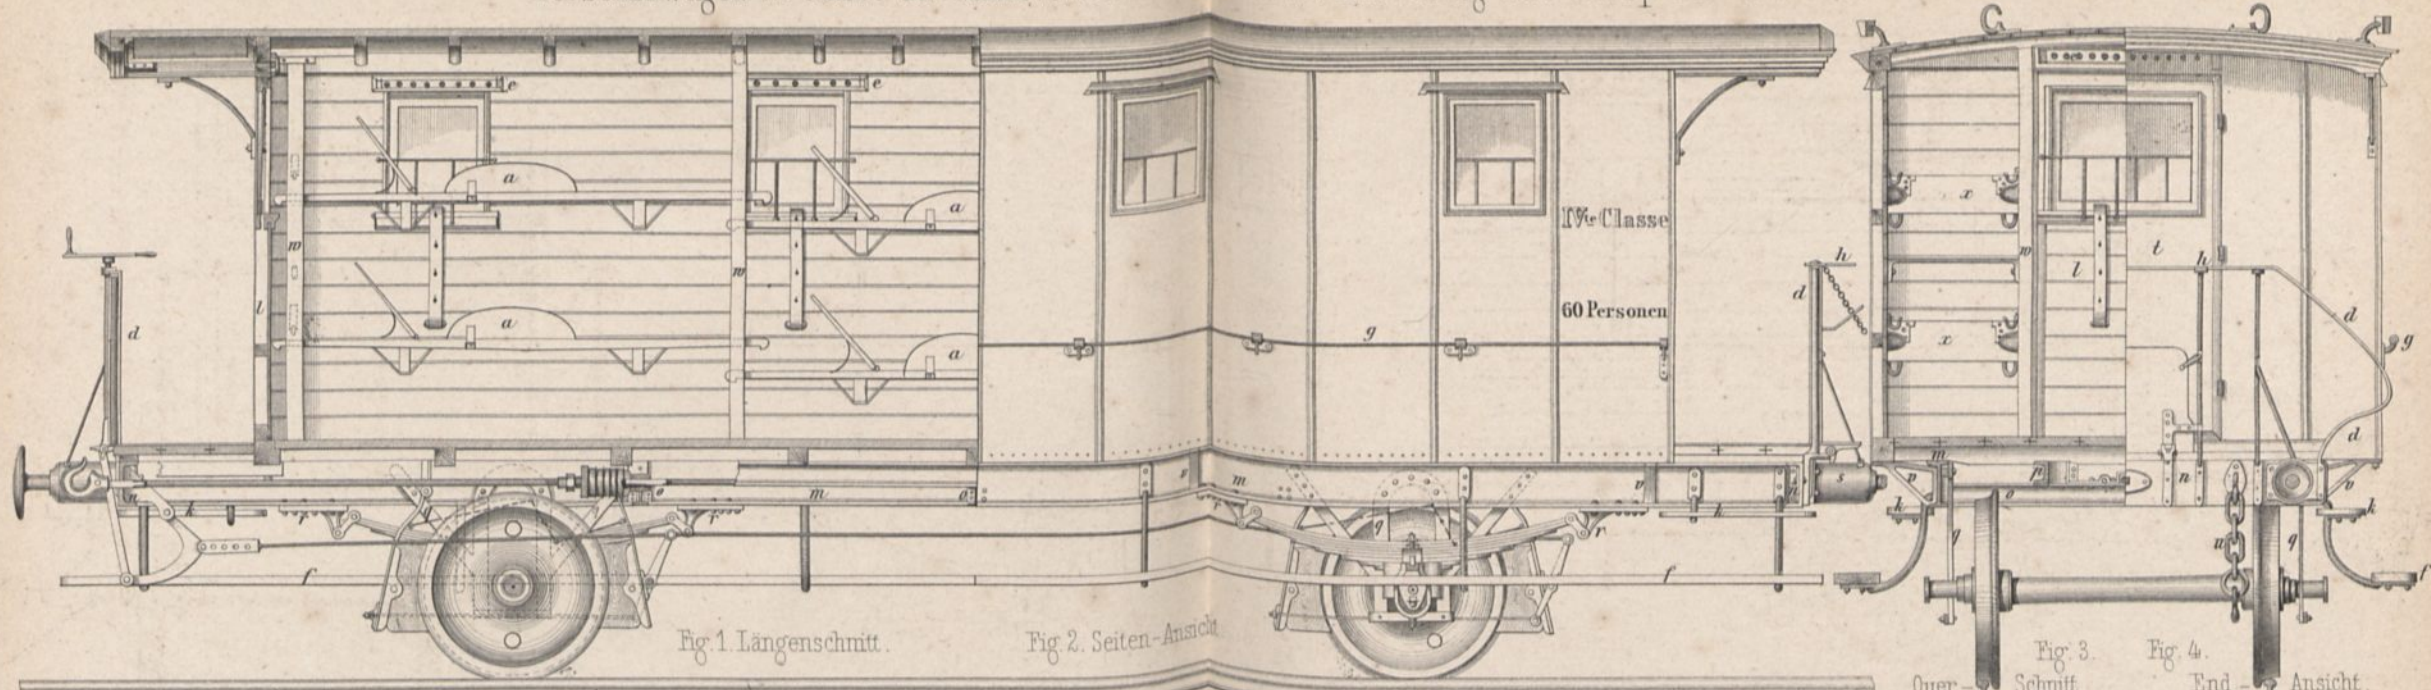 IVte Classe
60 Personen
Fig. 1. Längenschnitt.
Fig. 2. Seiten-Ansicht
Fig. 3.
Quer-Schnitt
Fig. 4.
End-Ansicht
e
e
a
a
a
a
w
w
l
d
g
h
d
x
x
w
l
t
h
d
g
d
n
k
r
f
q
r
o
m
o
v
m
v
n
s
k
r
q
r
f
m
v
p
o
n
v
k
k
q
u
q
f